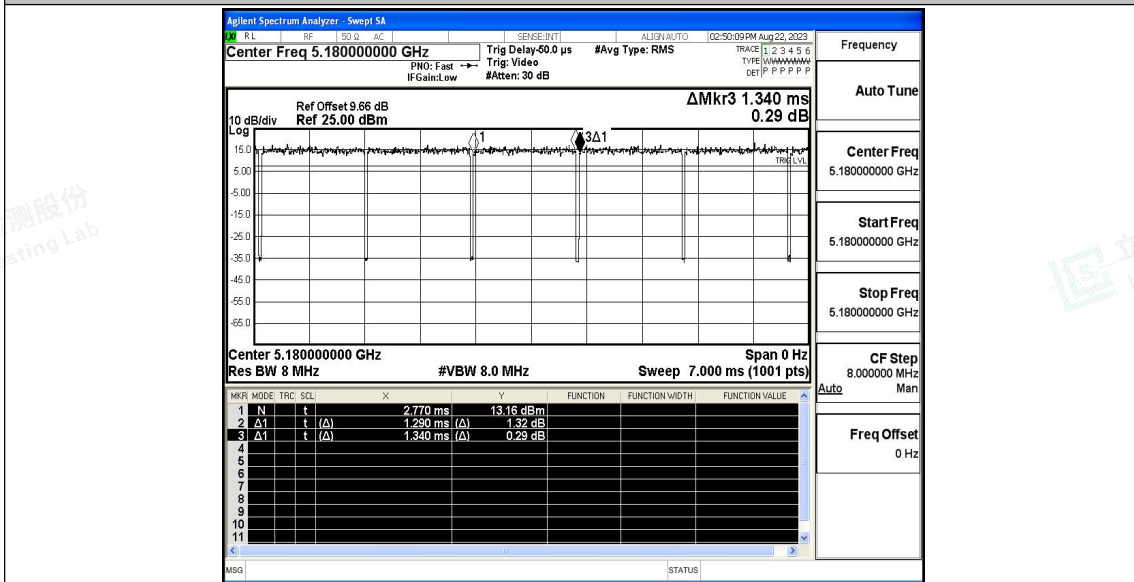 Agilent Spectrum Analyzer - Swept SA
LXI RL RF 50 Ω AC SENSE:INT ALIGN AUTO 02:50:09 PM Aug 22, 2023
Center Freq 5.180000000 GHz
Trig Delay-50.0 µs #Avg Type: RMS
TRACE 1 2 3 4 5 6
PNO: Fast Trig: Video
TYPE WWWWWW
IFGain:Low #Atten: 30 dB
DET P P P P P P
Frequency
Auto Tune
ΔMkr3 1.340 ms
0.29 dB
Ref Offset 9.66 dB
10 dB/div Ref 25.00 dBm
Log
1
3Δ1
TRIG LVL
15.0
5.00
-5.00
-15.0
-25.0
-35.0
-45.0
-55.0
-65.0
Center Freq
5.180000000 GHz
Start Freq
5.180000000 GHz
Stop Freq
5.180000000 GHz
Center 5.180000000 GHz Span 0 Hz
Res BW 8 MHz #VBW 8.0 MHz Sweep 7.000 ms (1001 pts)
CF Step
8.000000 MHz
Auto Man
MKR MODE TRC SCL X Y FUNCTION FUNCTION WIDTH FUNCTION VALUE
1 N t 2.770 ms 13.16 dBm
2 Δ1 t (Δ) 1.290 ms (Δ) 1.32 dB
3 Δ1 t (Δ) 1.340 ms (Δ) 0.29 dB
4
5
6
7
8
9
10
11
Freq Offset
0 Hz
MSG STATUS
测股份
sting Lab
立